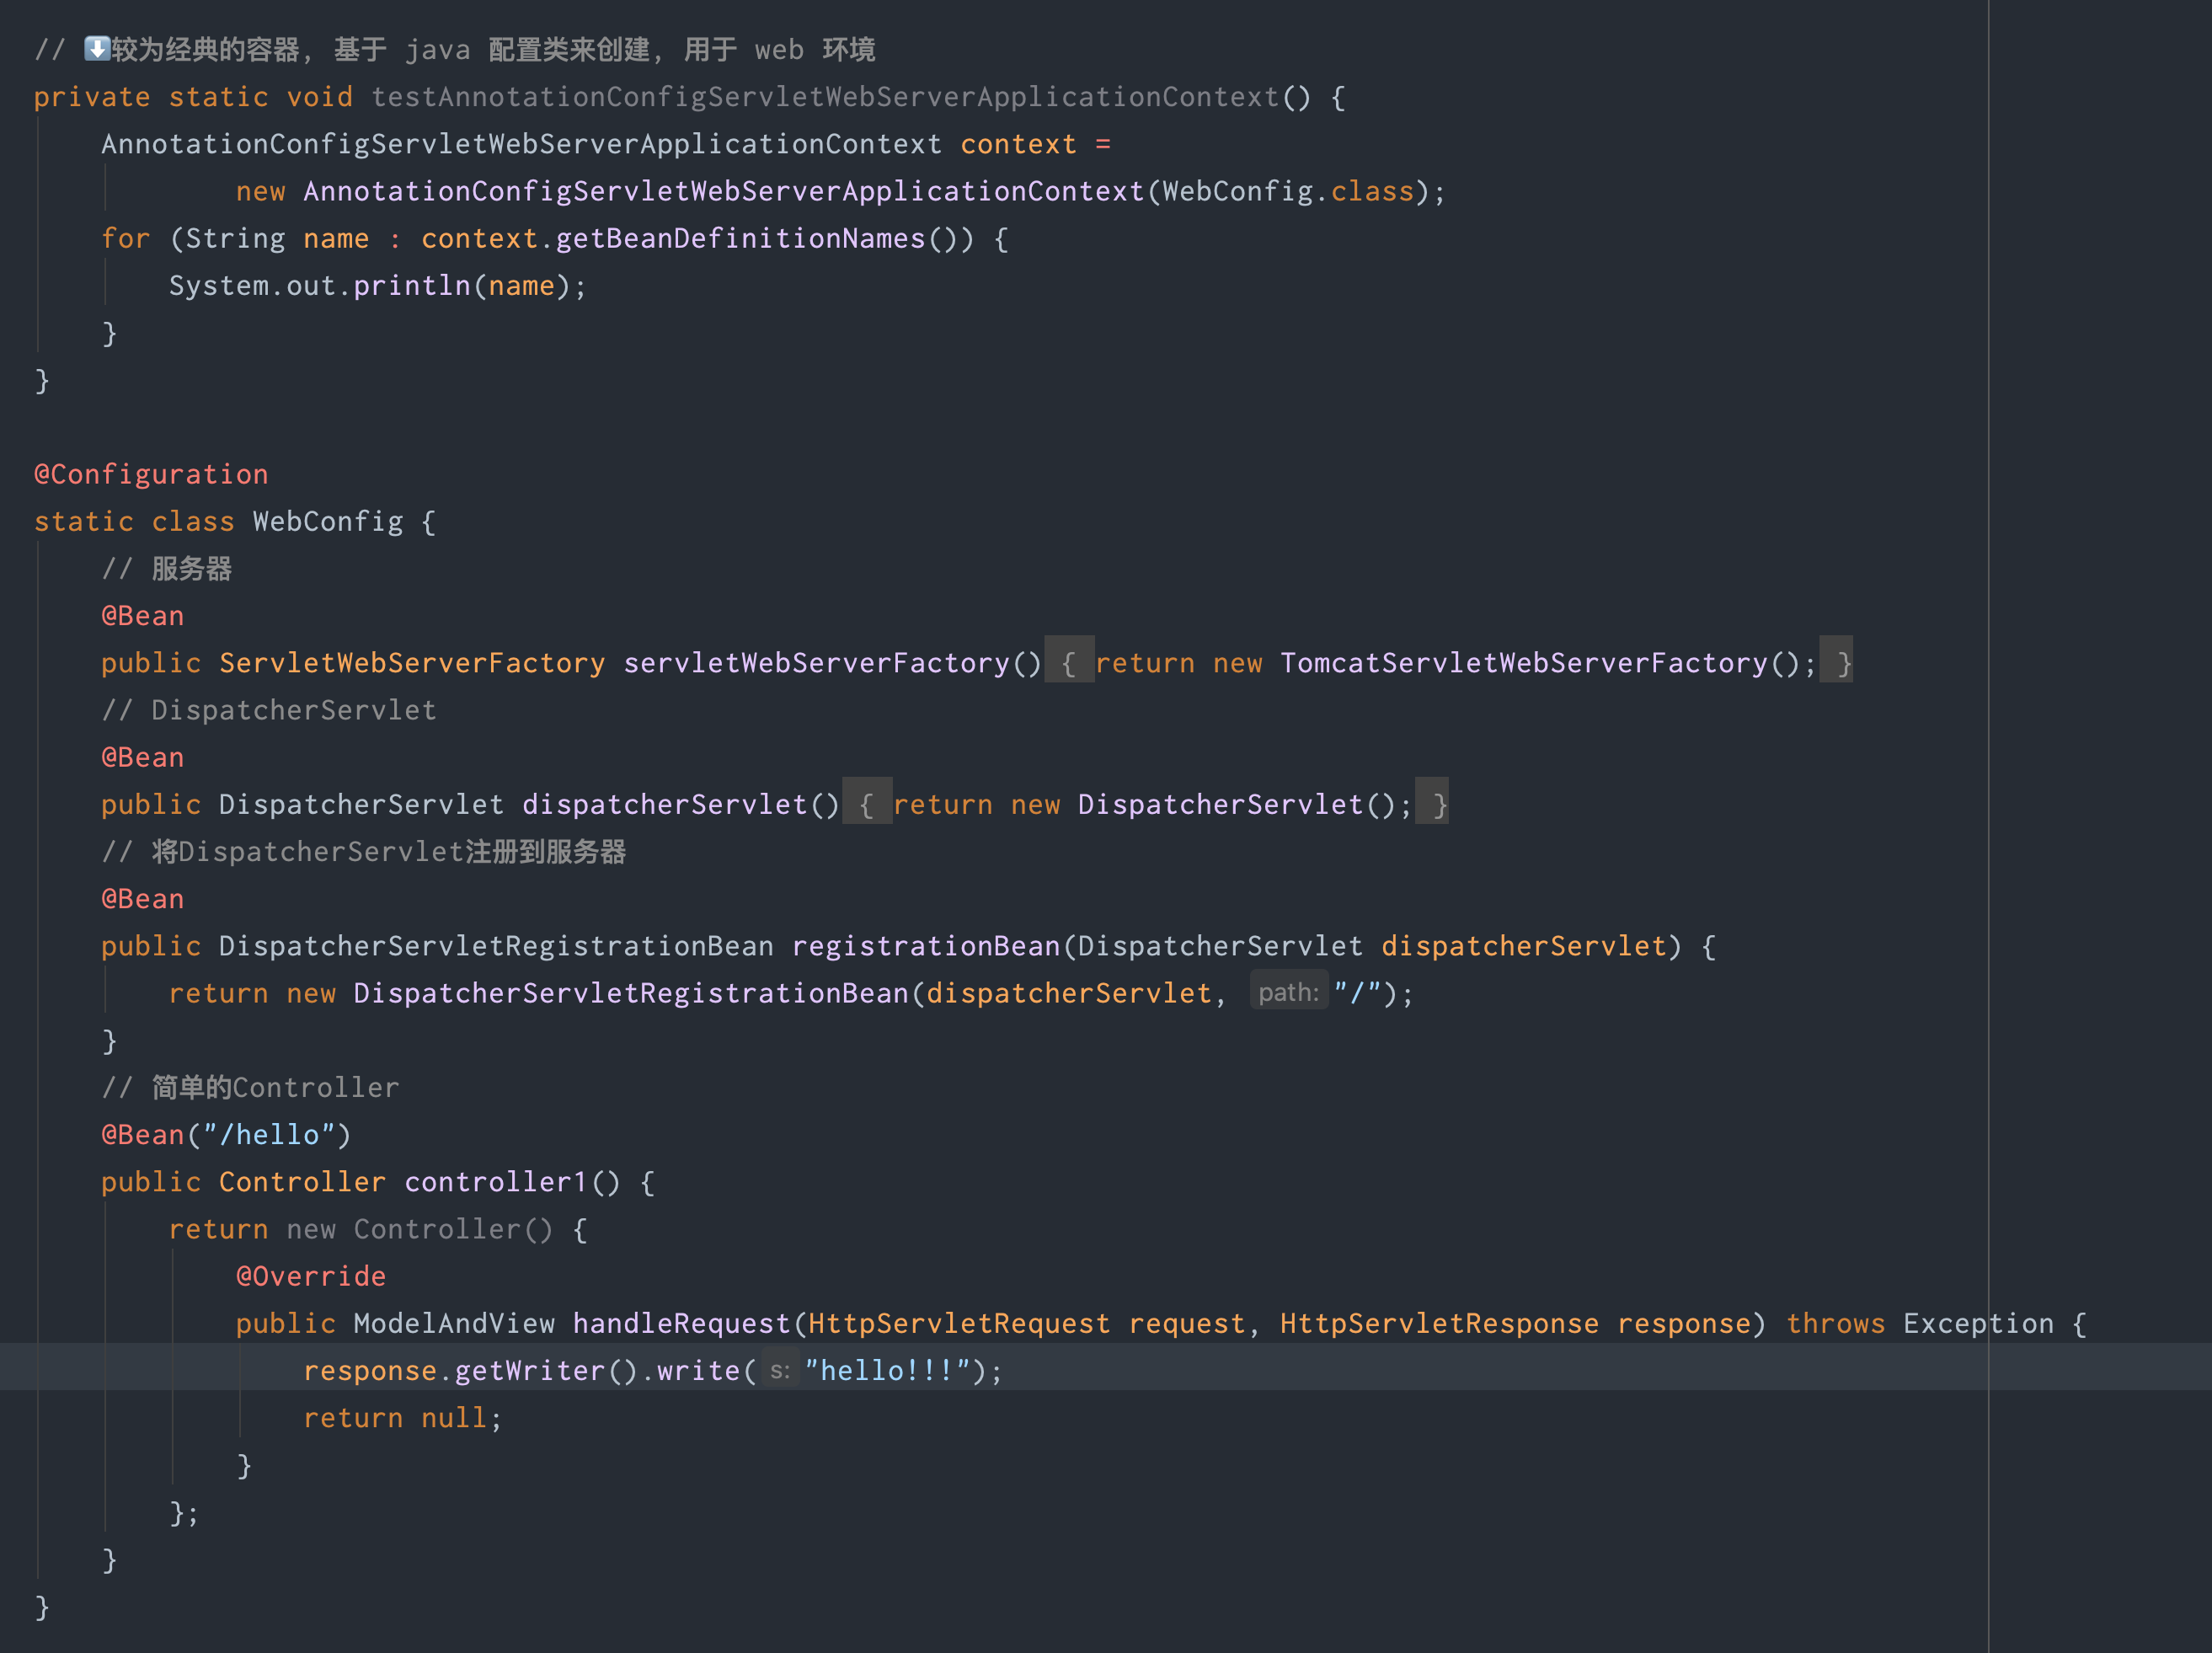 // ⬇️较为经典的容器, 基于 java 配置类来创建, 用于 web 环境
private static void testAnnotationConfigServletWebServerApplicationContext() {
    AnnotationConfigServletWebServerApplicationContext context =
            new AnnotationConfigServletWebServerApplicationContext(WebConfig.class);
    for (String name : context.getBeanDefinitionNames()) {
        System.out.println(name);
    }
}

@Configuration
static class WebConfig {
    // 服务器
    @Bean
    public ServletWebServerFactory servletWebServerFactory() { return new TomcatServletWebServerFactory(); }
    // DispatcherServlet
    @Bean
    public DispatcherServlet dispatcherServlet() { return new DispatcherServlet(); }
    // 将DispatcherServlet注册到服务器
    @Bean
    public DispatcherServletRegistrationBean registrationBean(DispatcherServlet dispatcherServlet) {
        return new DispatcherServletRegistrationBean(dispatcherServlet, path: "/");
    }
    // 简单的Controller
    @Bean("/hello")
    public Controller controller1() {
        return new Controller() {
            @Override
            public ModelAndView handleRequest(HttpServletRequest request, HttpServletResponse response) throws Exception {
                response.getWriter().write( s: "hello!!!");
                return null;
            }
        };
    }
}